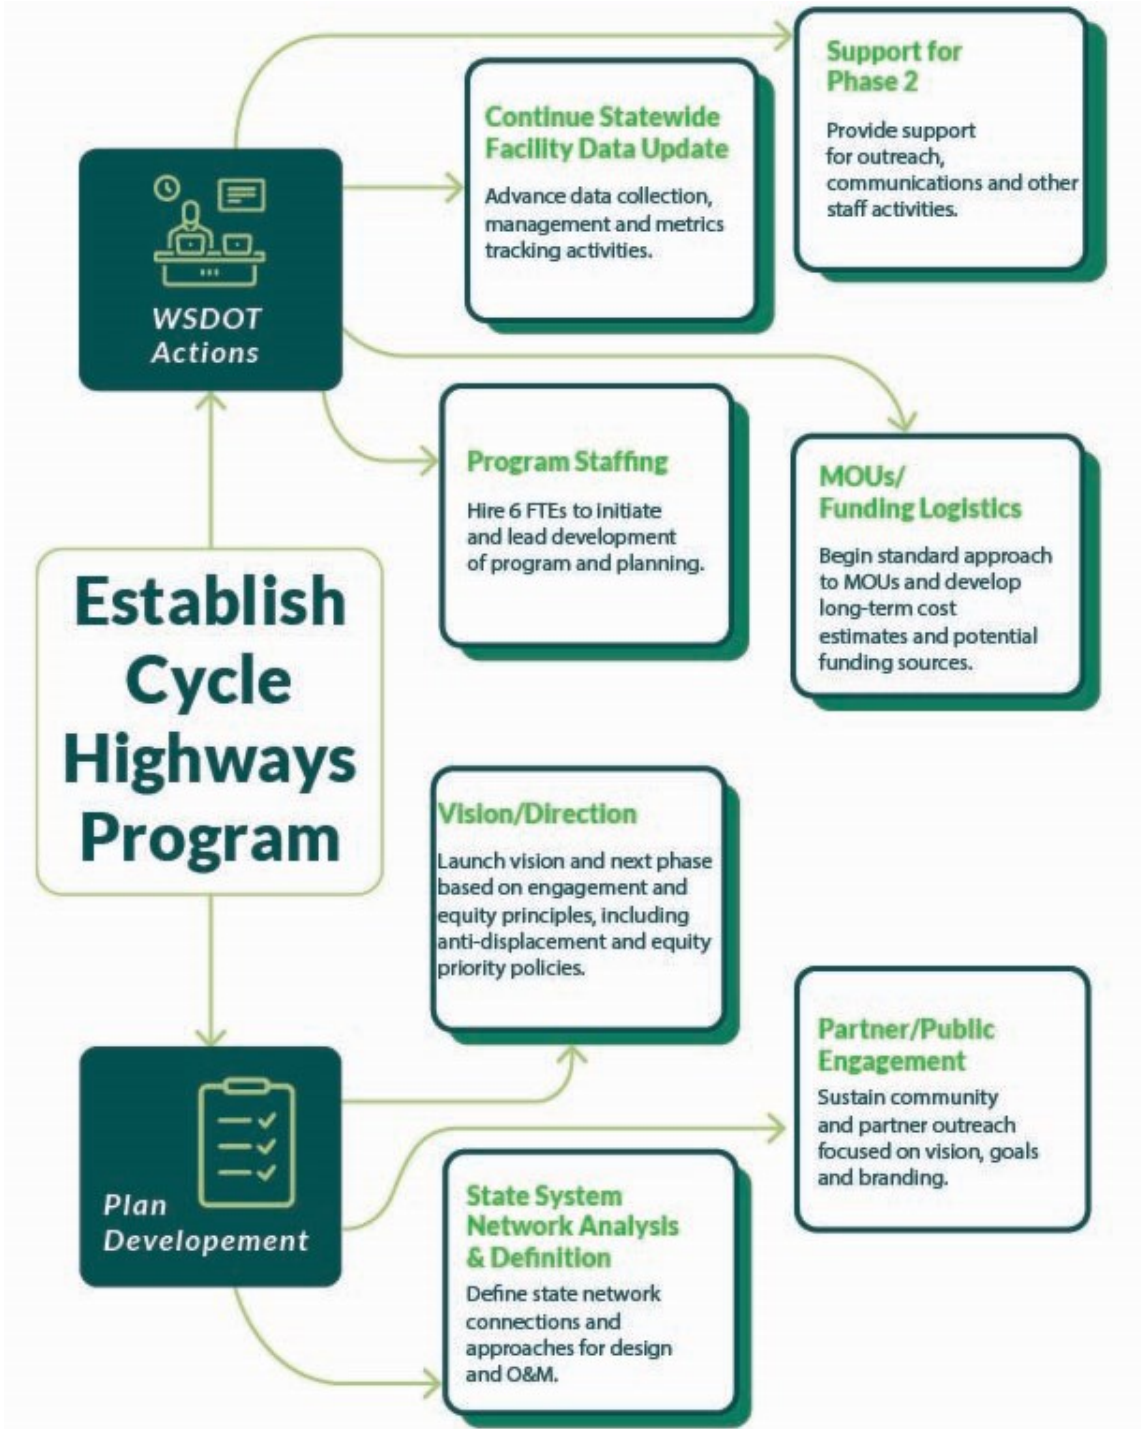 Support for
Phase 2
Provide support
for outreach,
communications and other
staff activities.
Continue Statewide
Facility Data Update
Advance data collection,
management and metrics
tracking activities.
WSDOT
Actions
Program Staffing
Hire 6 FTEs to initiate
and lead development
of program and planning.
MOUs/
Funding Logistics
Begin standard approach
to MOUs and develop
long-term cost
estimates and potential
funding sources.
Establish
Cycle
Highways
Program
Vision/Direction
Launch vision and next phase
based on engagement and
equity principles, including
anti-displacement and equity
priority policies.
Partner/Public
Engagement
Sustain community
and partner outreach
focused on vision, goals
and branding.
Plan
Developement
State System
Network Analysis
& Definition
Define state network
connections and
approaches for design
and O&M.